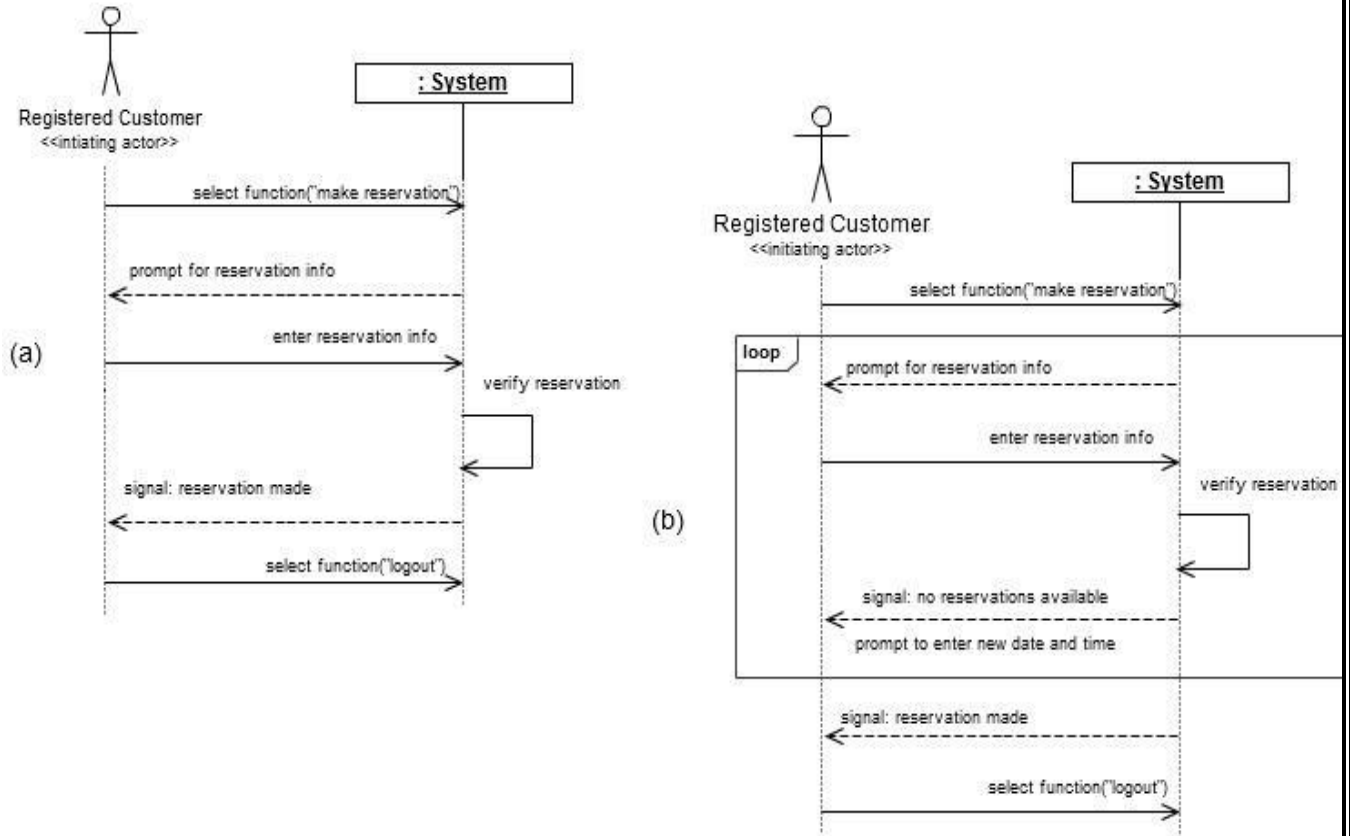 : System
Registered Customer
<<intiating actor>>
select function("make reservation")
prompt for reservation info
enter reservation info
(a)
verify reservation
signal: reservation made
select function("logout")
: System
Registered Customer
<<initiating actor>>
select function("make reservation")
loop
prompt for reservation info
enter reservation info
verify reservation
(b)
signal: no reservations available
prompt to enter new date and time
signal: reservation made
select function("logout")